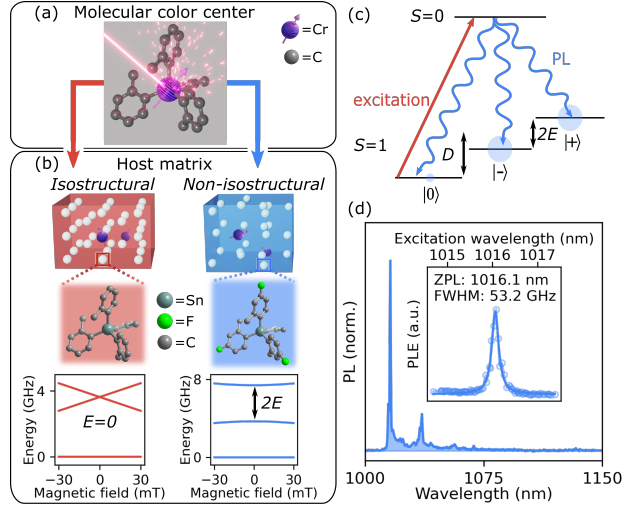 (a) Molecular color center
=Cr
=C
(b) Host matrix
Isostructural
Non-isostructural
=Sn
=F
=C
Energy (GHz)
4
0
E=0
−30
0
30
Magnetic field (mT)
Energy (GHz)
8
0
2E
−30
0
30
Magnetic field (mT)
(c)
S=0
PL
excitation
S=1
D
2E
|0⟩
|-⟩
|+⟩
(d)
Excitation wavelength (nm)
1015
1016
1017
ZPL: 1016.1 nm
FWHM: 53.2 GHz
PLE (a.u.)
PL (norm.)
1000
1075
1150
Wavelength (nm)